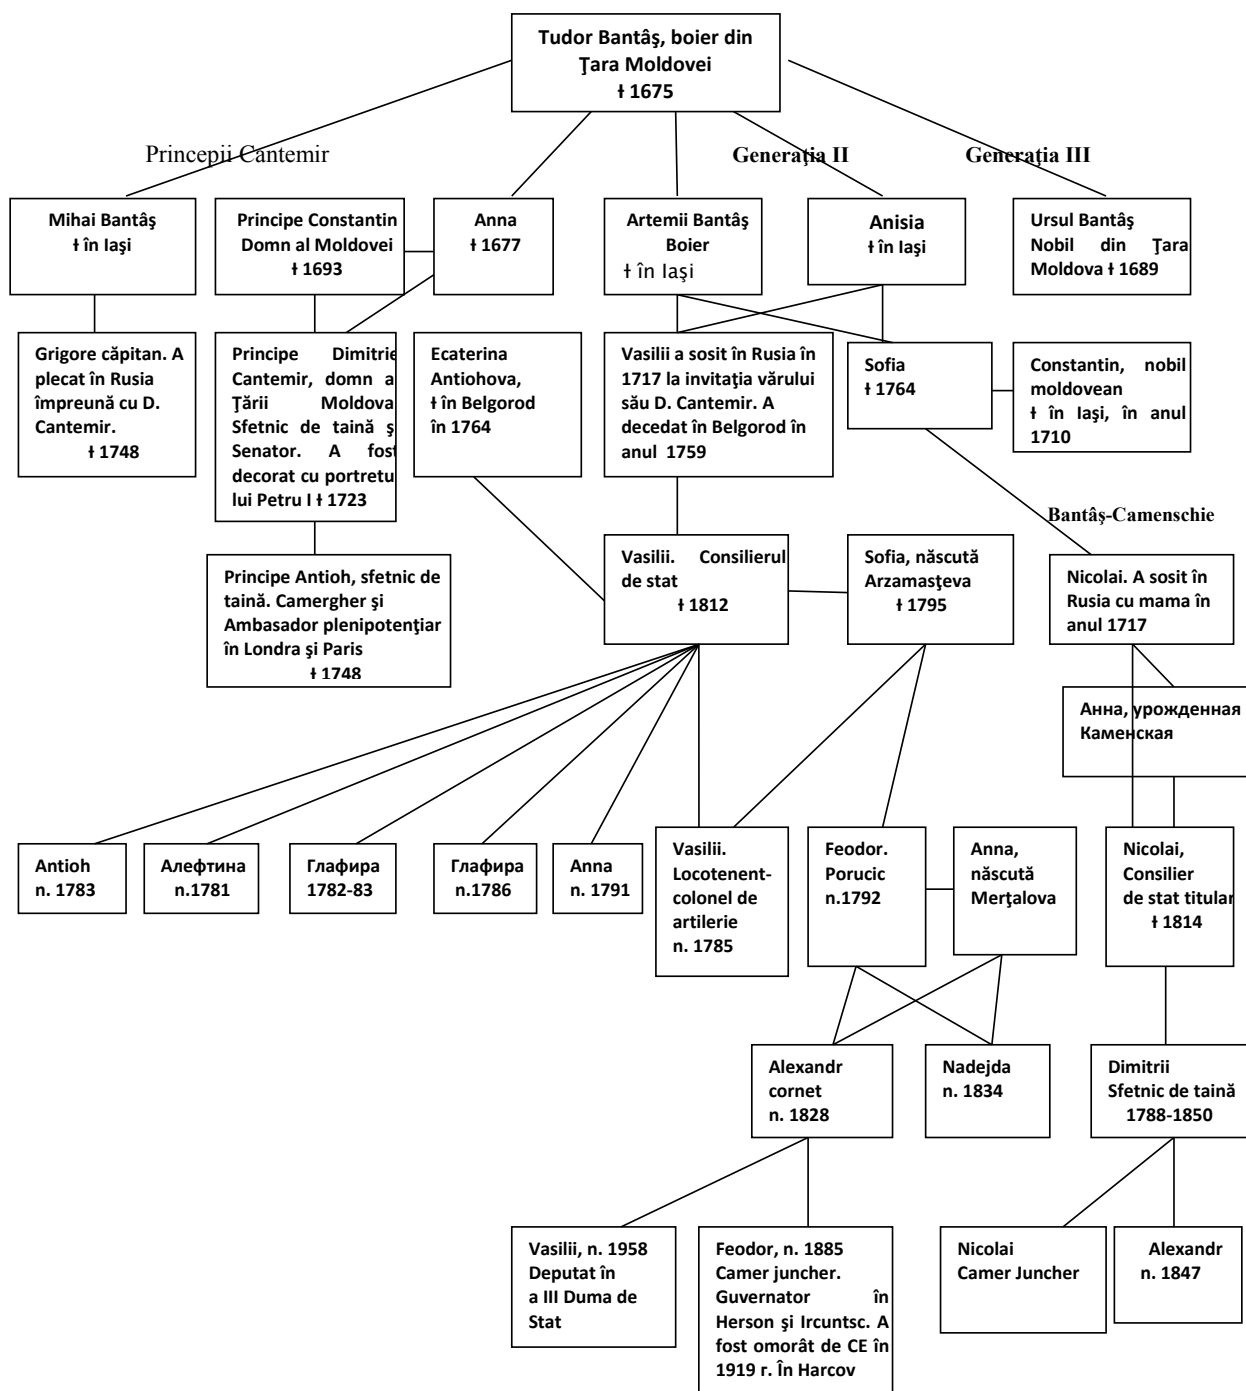 Tudor Bantâş, boier din
Ţara Moldovei
ƚ 1675
Princepii Cantemir
Generaţia II
Generaţia III
Mihai Bantâş
ƚ în Iaşi
Principe Constantin
Domn al Moldovei
ƚ 1693
Anna
ƚ 1677
Artemii Bantâş
Boier
ƚ în Iaşi
Anisia
ƚ în Iaşi
Ursul Bantâş
Nobil din Ţara
Moldova ƚ 1689
Grigore căpitan. A
plecat în Rusia
împreună cu D.
Cantemir.
ƚ 1748
Principe Dimitrie
Cantemir, domn a
Ţării Moldova
Sfetnic de taină ş
Senator. A fost
decorat cu portretu
lui Petru I ƚ 1723
Ecaterina
Antiohova,
ƚ în Belgorod
în 1764
Vasilii a sosit în Rusia în
1717 la invitaţia vărului
său D. Cantemir. A
decedat în Belgorod în
anul 1759
Sofia
ƚ 1764
Constantin, nobil
moldovean
ƚ în Iaşi, în anul
1710
Bantâş-Camenschie
Principe Antioh, sfetnic de
taină. Camergher şi
Ambasador plenipotenţiar
în Londra şi Paris
ƚ 1748
Vasilii. Consilierul
de stat
ƚ 1812
Sofia, născută
Arzamasţeva
ƚ 1795
Nicolai. A sosit în
Rusia cu mama în
anul 1717
Анна, урожденная
Каменская
Antioh
n. 1783
Алефтина
n.1781
Глафира
1782-83
Глафира
n.1786
Anna
n. 1791
Vasilii.
Locotenent-
colonel de
artilerie
n. 1785
Feodor.
Porucic
n.1792
Anna,
născută
Merţalova
Nicolai,
Consilier
de stat titular
ƚ 1814
Alexandr
cornet
n. 1828
Nadejda
n. 1834
Dimitrii
Sfetnic de taină
1788-1850
Vasilii, n. 1958
Deputat în
a III Duma de
Stat
Feodor, n. 1885
Camer juncher.
Guvernator în
Herson şi Ircuntsc. A
fost omorât de CE în
1919 r. În Harcov
Nicolai
Camer Juncher
Alexandr
n. 1847